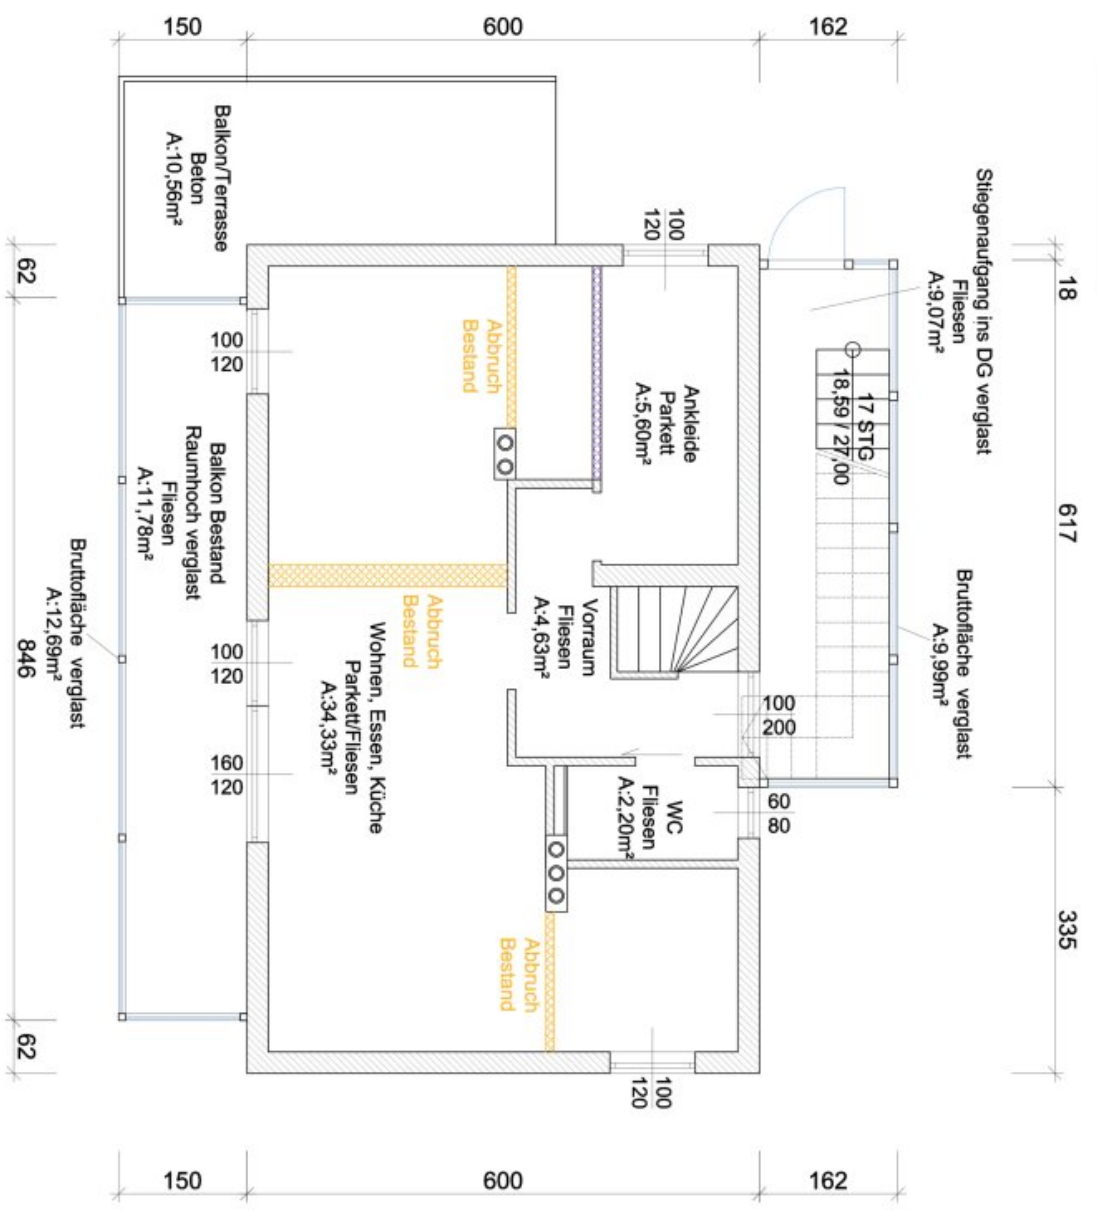 150
600
162
Balkon/Terrasse
Beton
A:10,56m²
100
120
Stiegenaufgang ins DG verglast
Fliesen
A:9,07m²
62
18
Abbruch
Bestand
100
120
Ankleide
Parkett
A:5,60m²
17 STG
18,59 / 27,00
Balkon Bestand
Raumhoch verglast
Fliesen
A:11,78m²
617
Bruttofläche verglast
A:12,69m²
846
Abbruch
Bestand
Vorraum
Fliesen
A:4,63m²
Bruttofläche verglast
A:9,99m²
100
120
Wohnen, Essen, Küche
Parkett/Fliesen
A:34,33m²
100
200
160
120
WC
Fliesen
A:2,20m²
60
80
335
Abbruch
Bestand
62
100
120
150
600
162